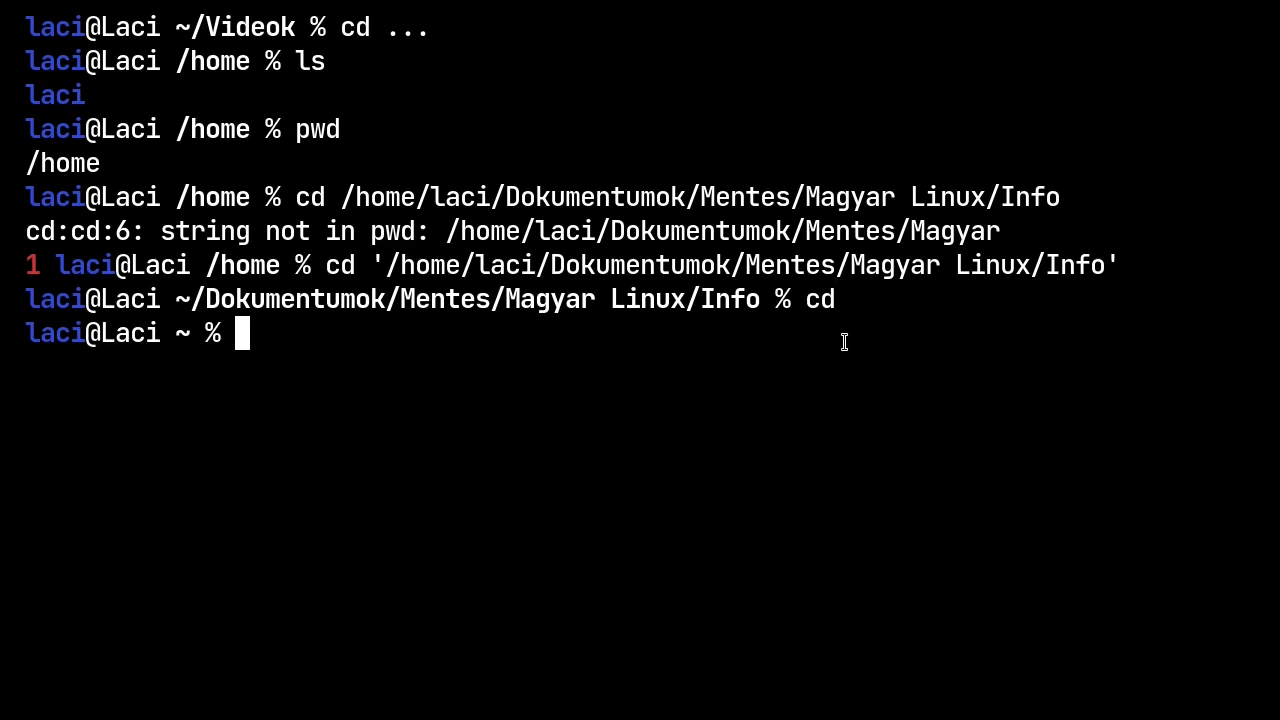 laci@Laci ~/Videok % cd ...
laci@Laci /home % ls
laci
laci@Laci /home % pwd
/home
laci@Laci /home % cd /home/laci/Dokumentumok/Mentes/Magyar Linux/Info
cd:cd:6: string not in pwd: /home/laci/Dokumentumok/Mentes/Magyar
1 laci@Laci /home % cd '/home/laci/Dokumentumok/Mentes/Magyar Linux/Info'
laci@Laci ~/Dokumentumok/Mentes/Magyar Linux/Info % cd
laci@Laci ~ %